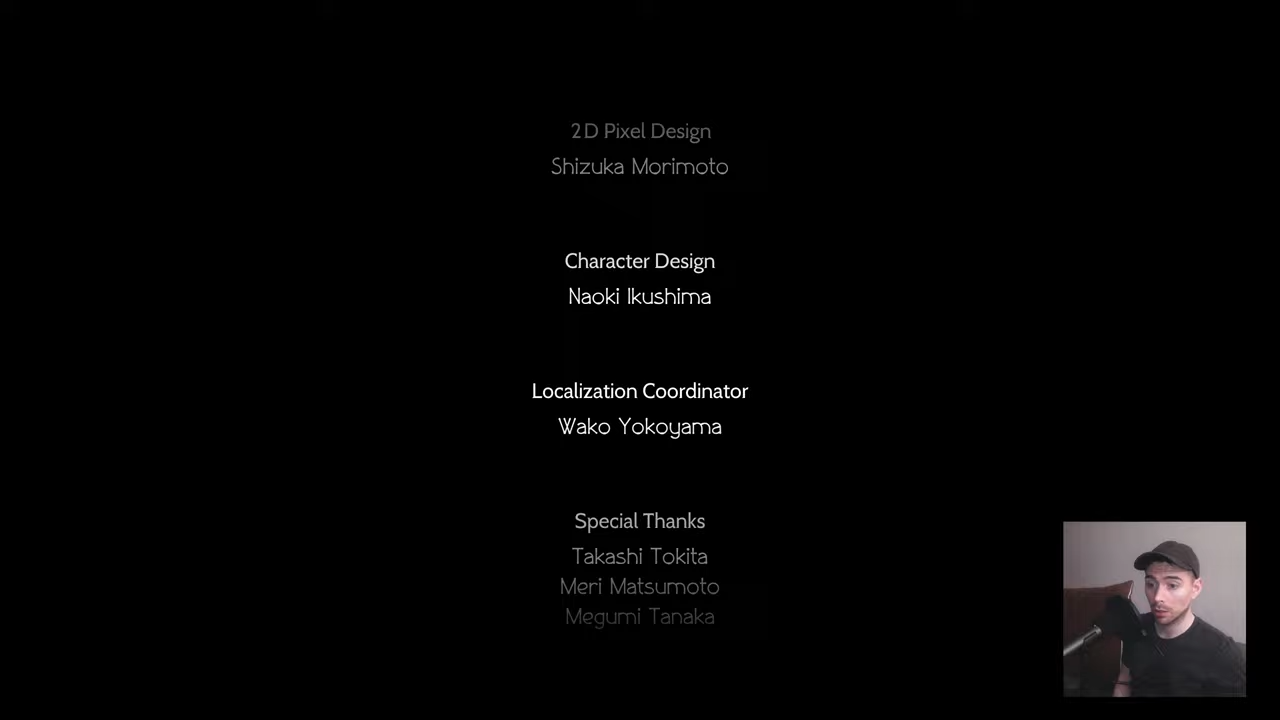 2D Pixel Design
Shizuka Morimoto
Character Design
Naoki Ikushima
Localization Coordinator
Wako Yokoyama
Special Thanks
Takashi Tokita
Meri Matsumoto
Megumi Tanaka